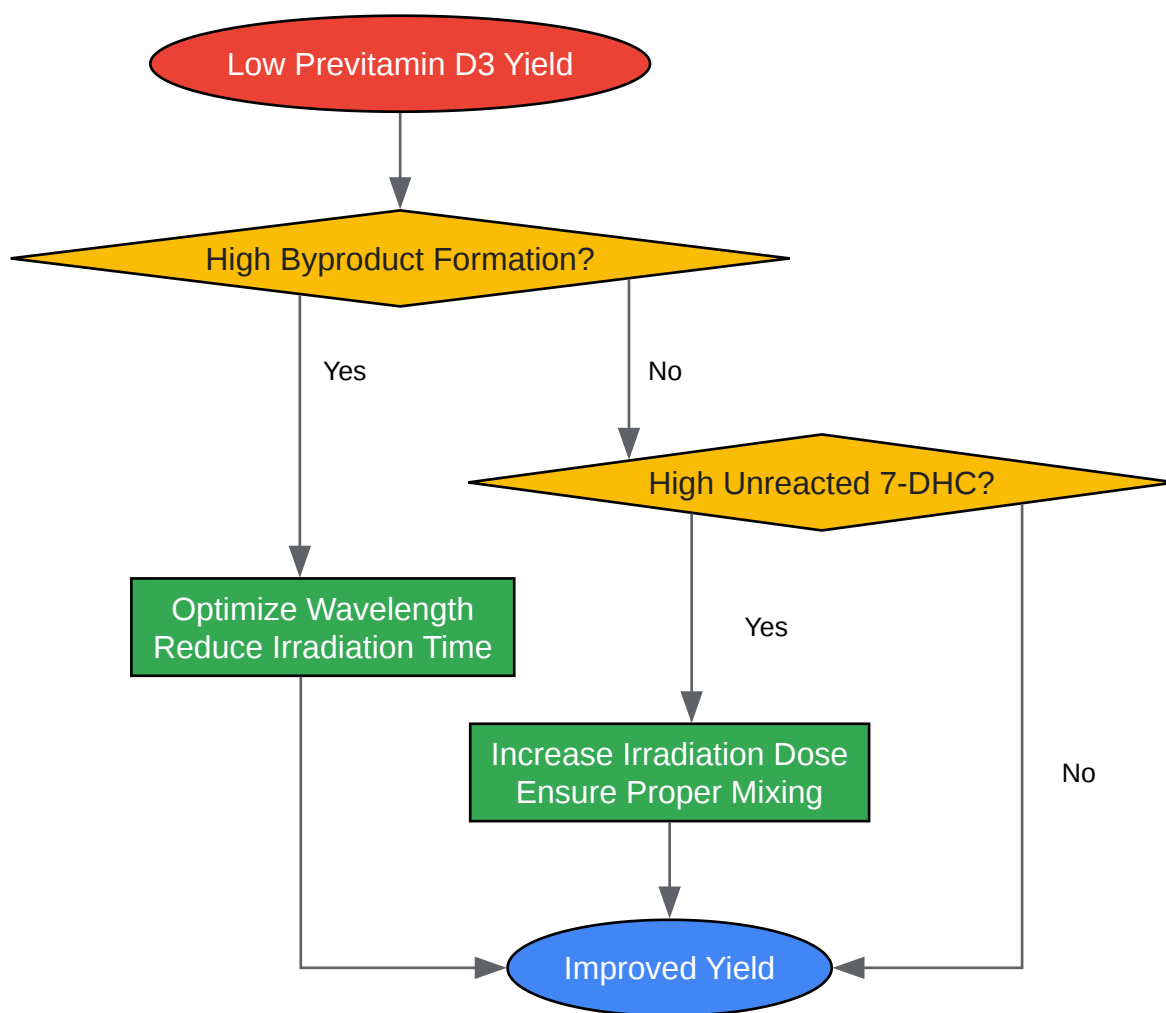 Low Previtamin D3 Yield
High Byproduct Formation?
Yes
No
High Unreacted 7-DHC?
Optimize Wavelength
Reduce Irradiation Time
Yes
Increase Irradiation Dose
Ensure Proper Mixing
No
Improved Yield